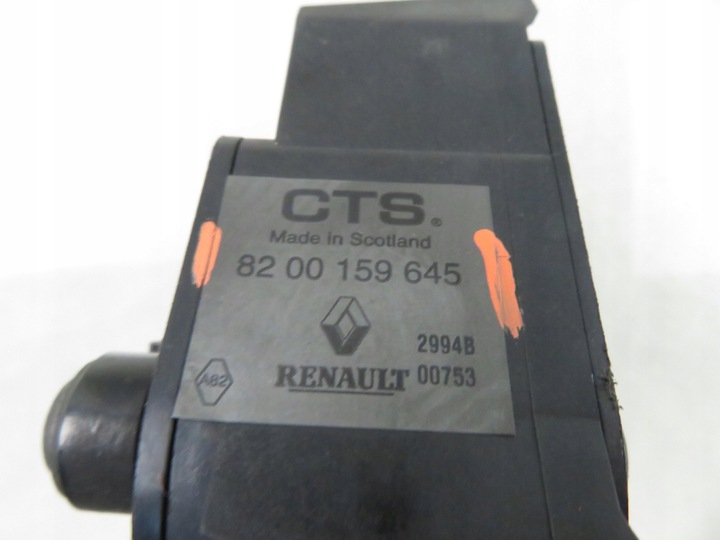 CTS®
Made in Scotland
82 00 159 645
2994B
A82
RENAULT 00753